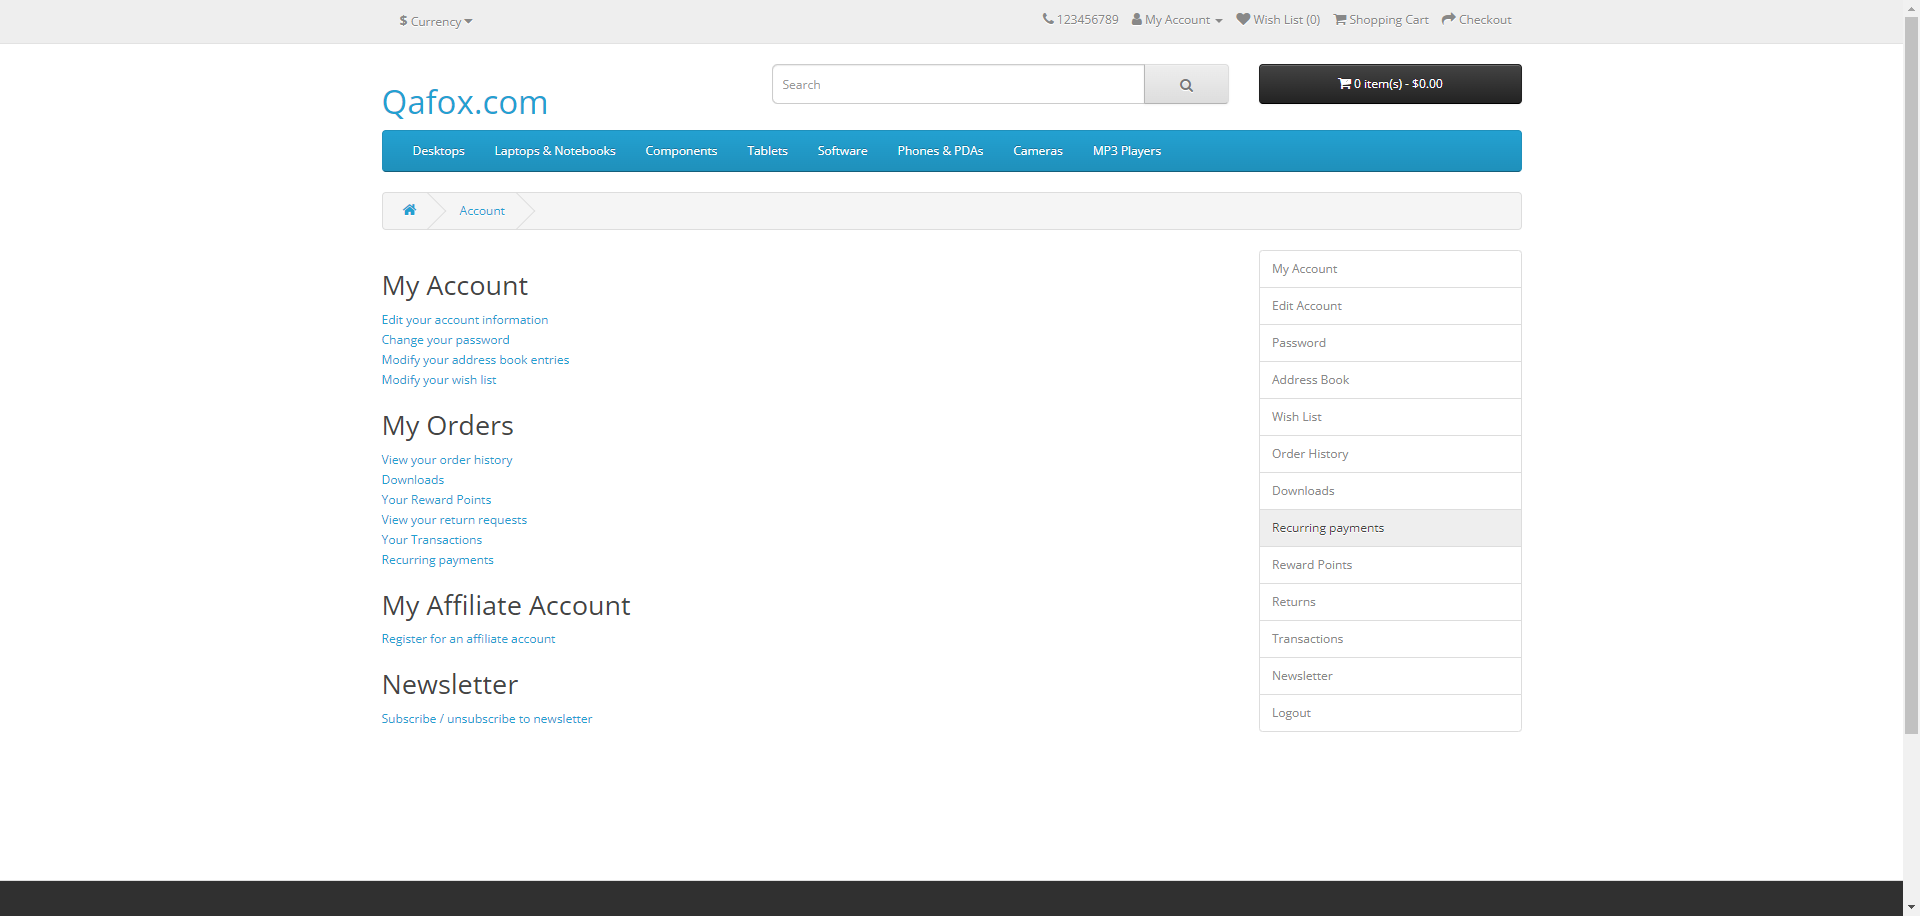 $ Currency
123456789 My Account Wish List (0) Shopping Cart Checkout
Qafox.com
Search
0 item(s) - $0.00
Desktops Laptops & Notebooks Components Tablets Software Phones & PDAs Cameras MP3 Players
Account
My Account
Edit your account information
Change your password
Modify your address book entries
Modify your wish list
My Orders
View your order history
Downloads
Your Reward Points
View your return requests
Your Transactions
Recurring payments
My Affiliate Account
Register for an affiliate account
Newsletter
Subscribe / unsubscribe to newsletter
My Account
Edit Account
Password
Address Book
Wish List
Order History
Downloads
Recurring payments
Reward Points
Returns
Transactions
Newsletter
Logout